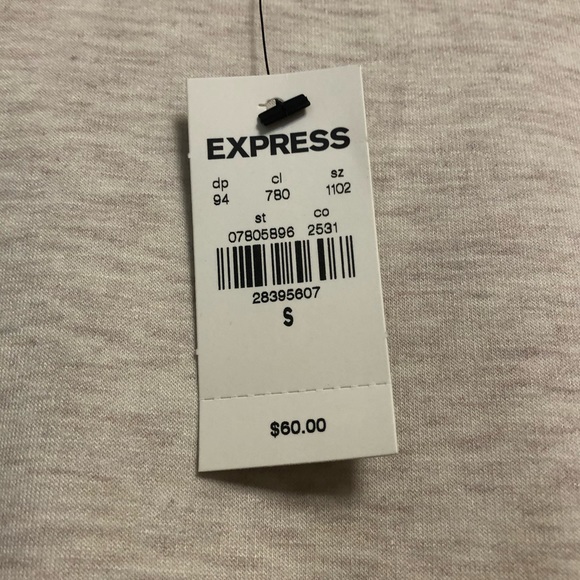 EXPRESS
dp cl sz
94 780 1102
st co
07805896 2531
28395607
S
$60.00